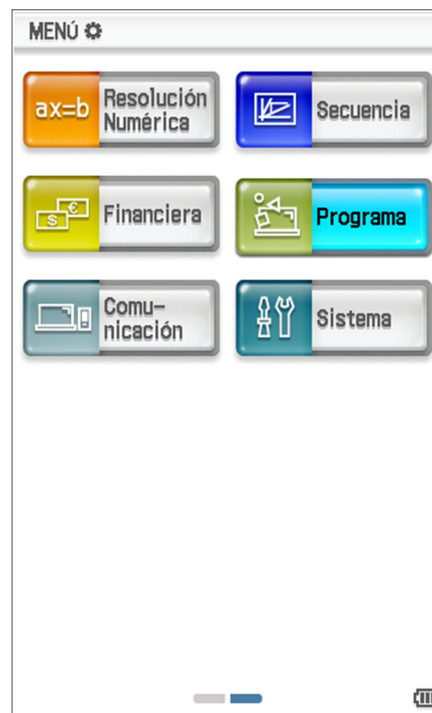 MENÚ
ax=b
Resolución
Numérica
Secuencia
$ €
Financiera
Programa
Comu-
nicación
Sistema